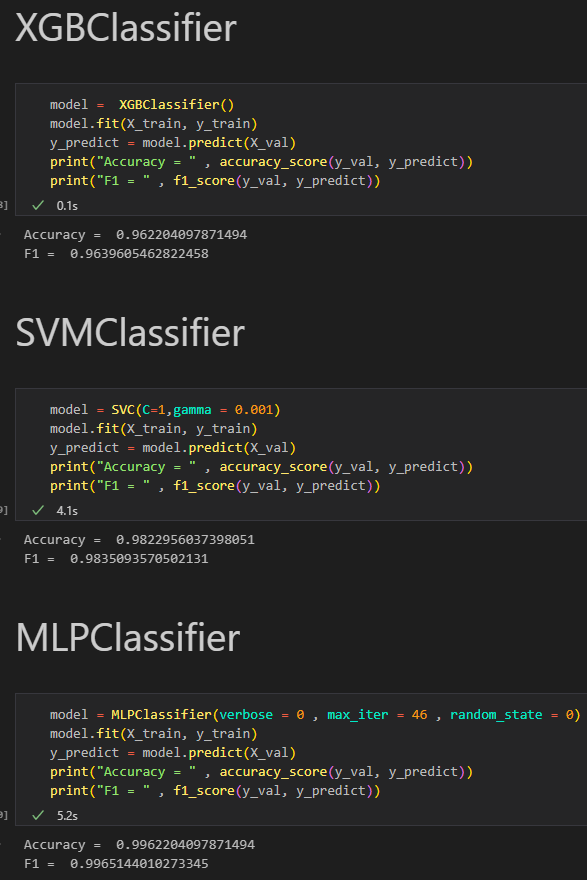 XGBClassifier
model =  XGBClassifier()
model.fit(X_train, y_train)
y_predict = model.predict(X_val)
print("Accuracy = " , accuracy_score(y_val, y_predict))
print("F1 = " , f1_score(y_val, y_predict))
0.1s
Accuracy =  0.962204097871494
F1 =  0.9639605462822458
SVMClassifier
model = SVC(C=1,gamma = 0.001)
model.fit(X_train, y_train)
y_predict = model.predict(X_val)
print("Accuracy = " , accuracy_score(y_val, y_predict))
print("F1 = " , f1_score(y_val, y_predict))
4.1s
Accuracy =  0.9822956037398051
F1 =  0.9835093570502131
MLPClassifier
model = MLPClassifier(verbose = 0 , max_iter = 46 , random_state = 0)
model.fit(X_train, y_train)
y_predict = model.predict(X_val)
print("Accuracy = " , accuracy_score(y_val, y_predict))
print("F1 = " , f1_score(y_val, y_predict))
5.2s
Accuracy =  0.9962204097871494
F1 =  0.9965144010273345